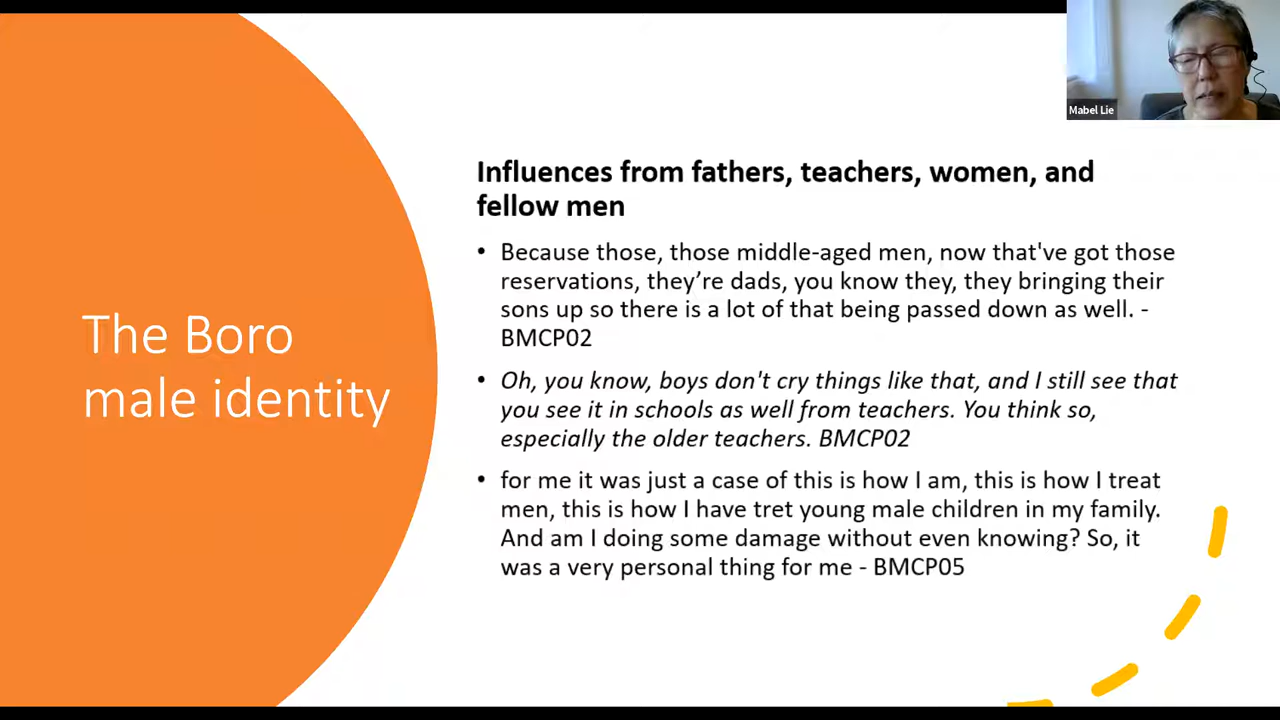 Mabel Lie
The Boro
male identity
Influences from fathers, teachers, women, and
fellow men
• Because those, those middle-aged men, now that've got those
reservations, they’re dads, you know they, they bringing their
sons up so there is a lot of that being passed down as well. -
BMCP02
• Oh, you know, boys don't cry things like that, and I still see that
you see it in schools as well from teachers. You think so,
especially the older teachers. BMCP02
• for me it was just a case of this is how I am, this is how I treat
men, this is how I have tret young male children in my family.
And am I doing some damage without even knowing? So, it
was a very personal thing for me - BMCP05